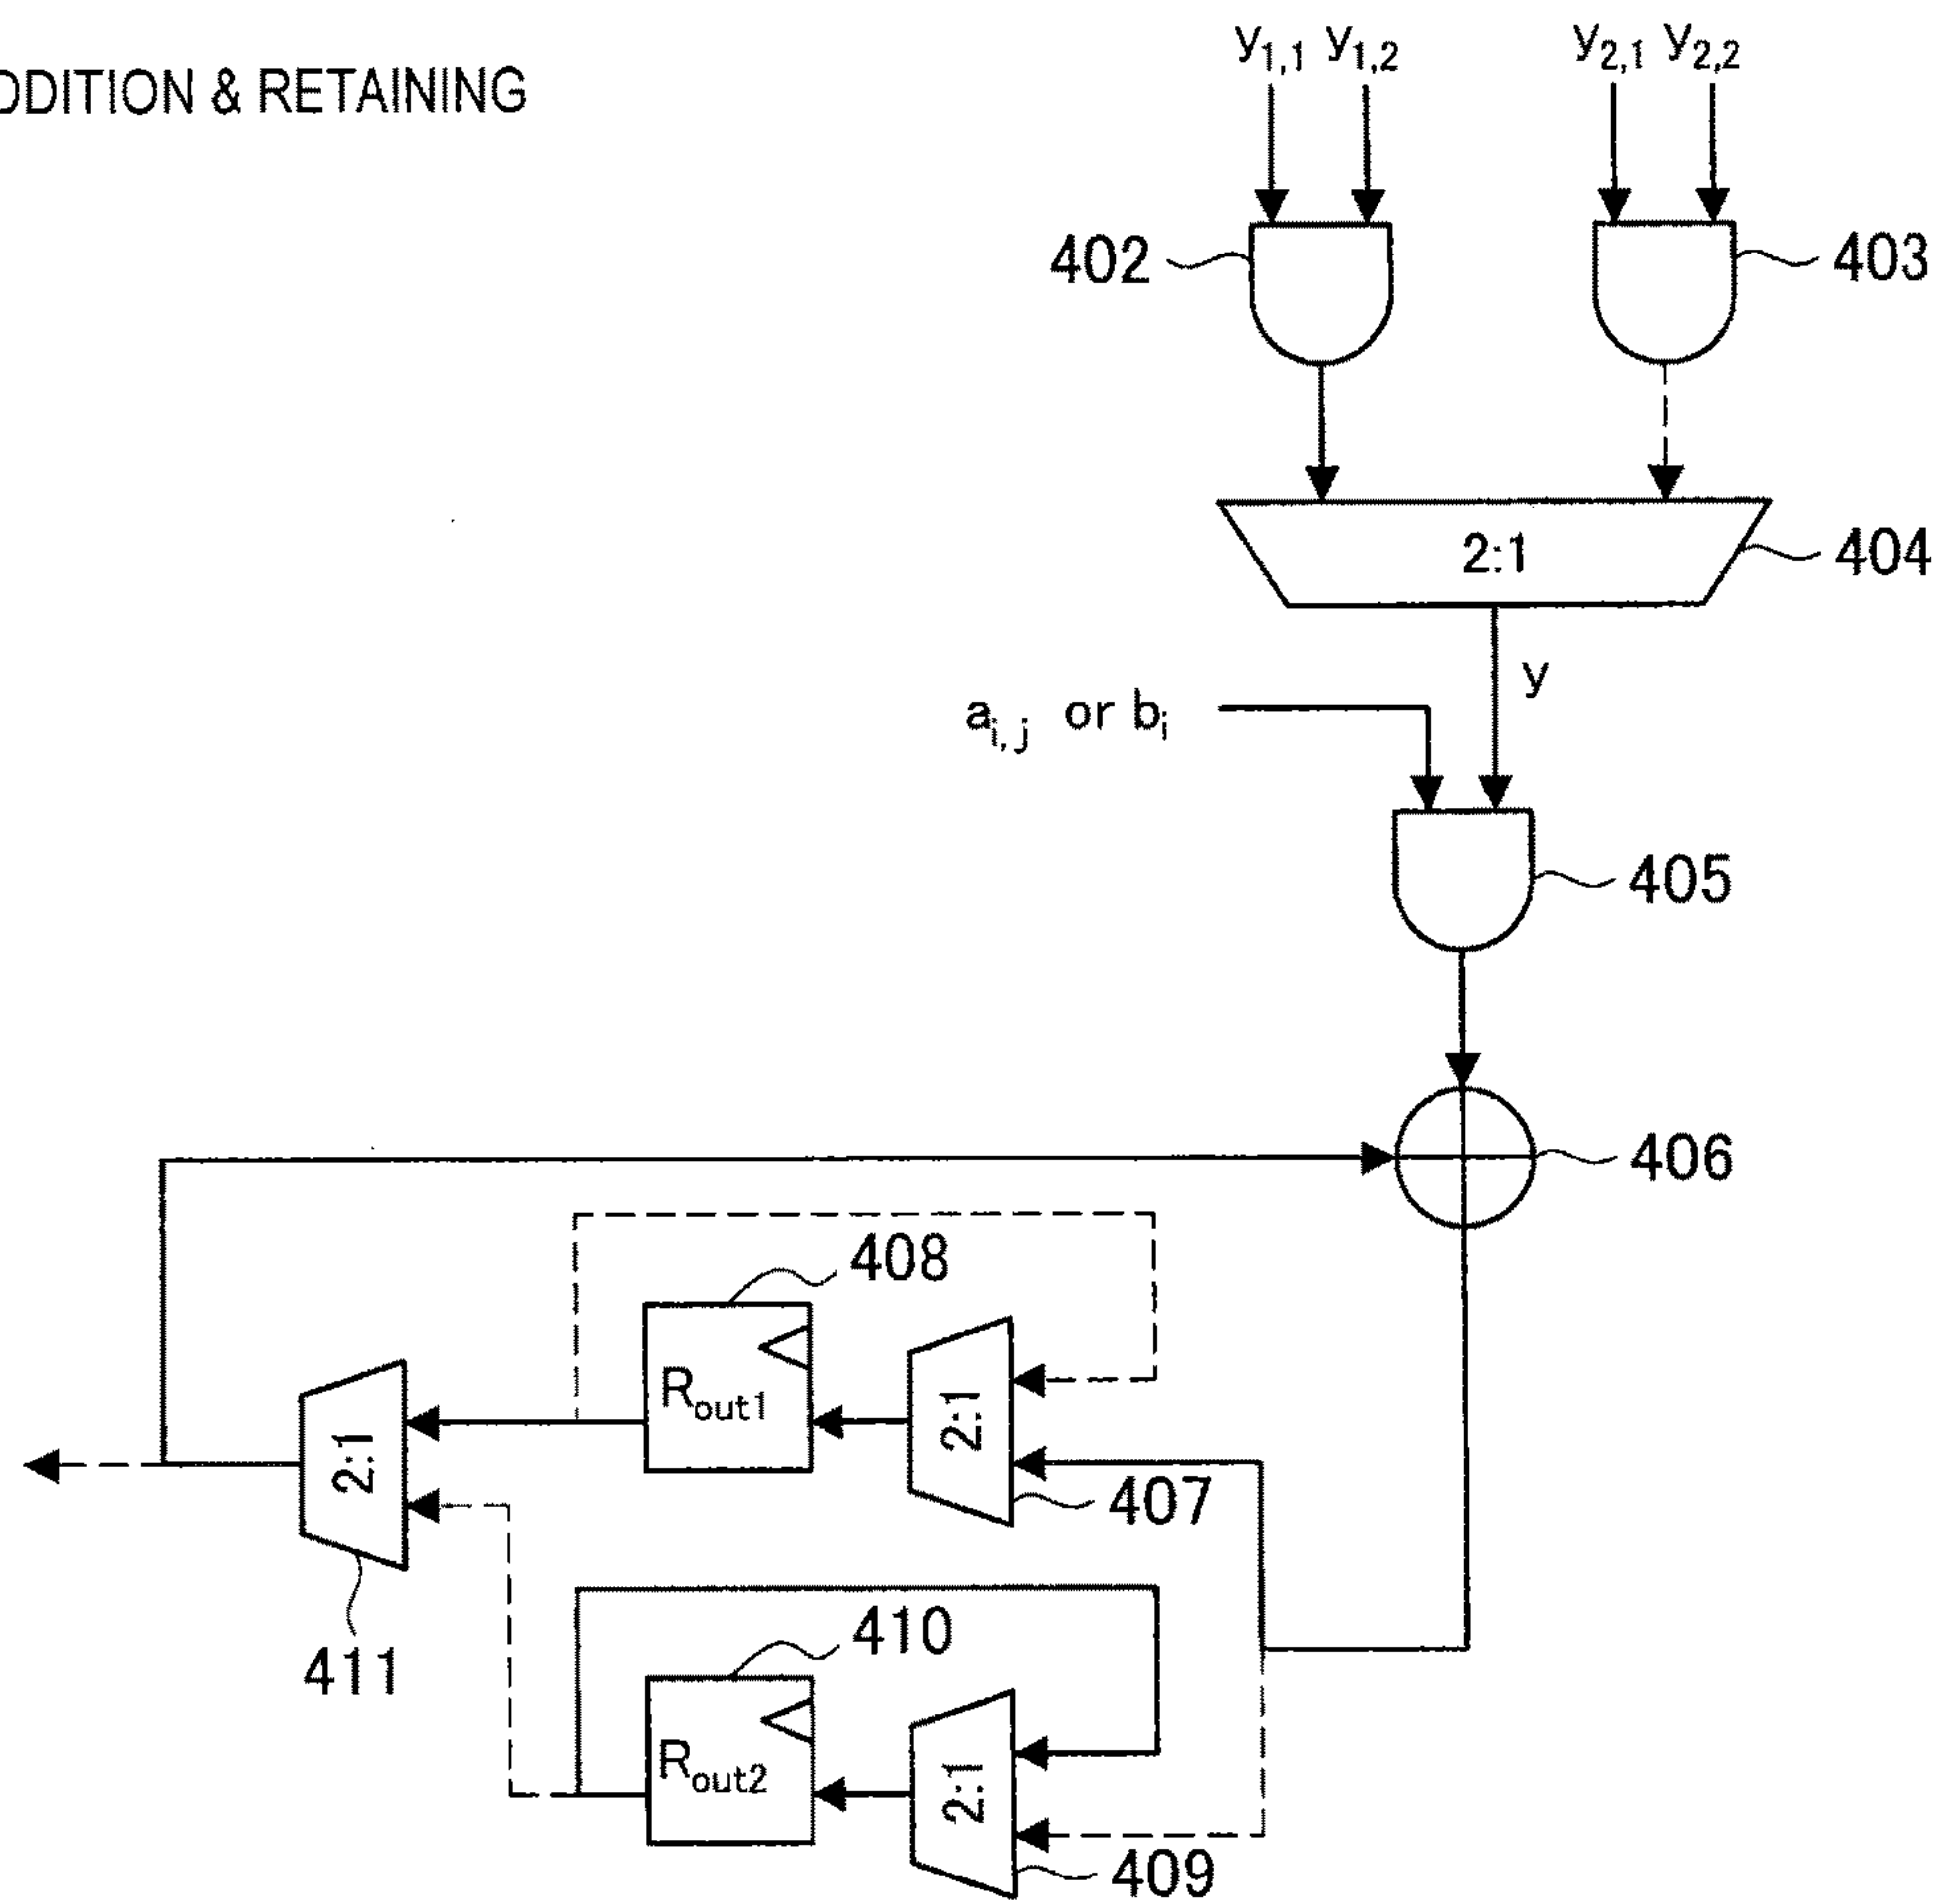 DDITION & RETAINING
y1,1 y1,2
y2,1 y2,2
402
403
2:1
404
y
ai,j or bi
405
406
408
Rout1
2:1
2:1
407
411
410
Rout2
2:1
409